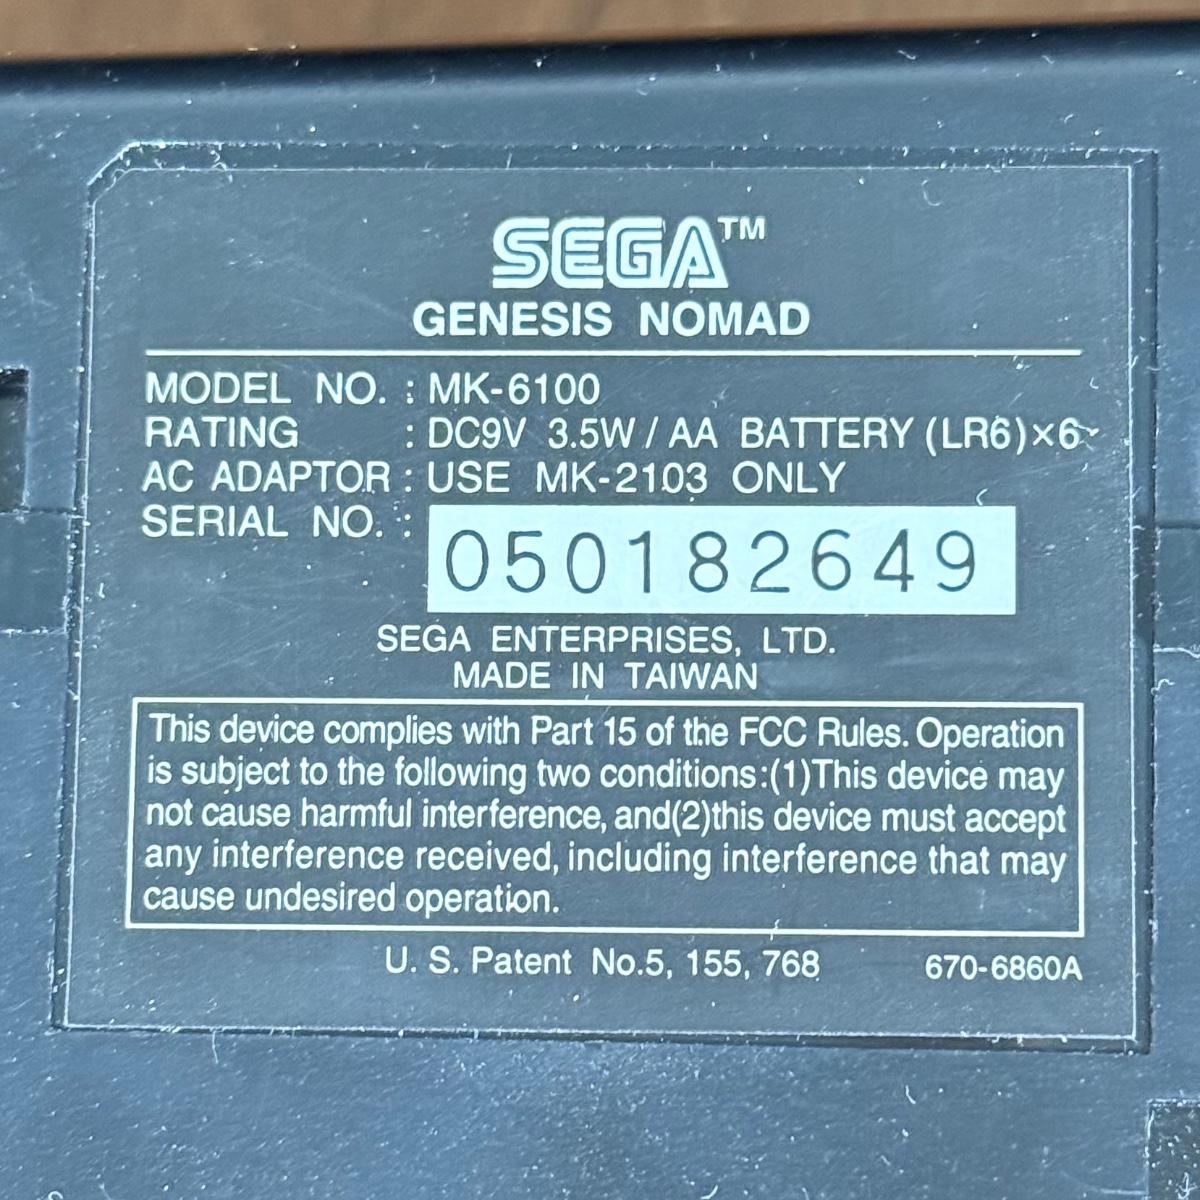 SEGA™
GENESIS NOMAD
MODEL NO. : MK-6100
RATING : DC9V 3.5W / AA BATTERY (LR6)×6
AC ADAPTOR : USE MK-2103 ONLY
SERIAL NO. : 050182649
SEGA ENTERPRISES, LTD.
MADE IN TAIWAN
This device complies with Part 15 of the FCC Rules. Operation
is subject to the following two conditions:(1)This device may
not cause harmful interference, and(2)this device must accept
any interference received, including interference that may
cause undesired operation.
U. S. Patent No.5, 155, 768 670-6860A